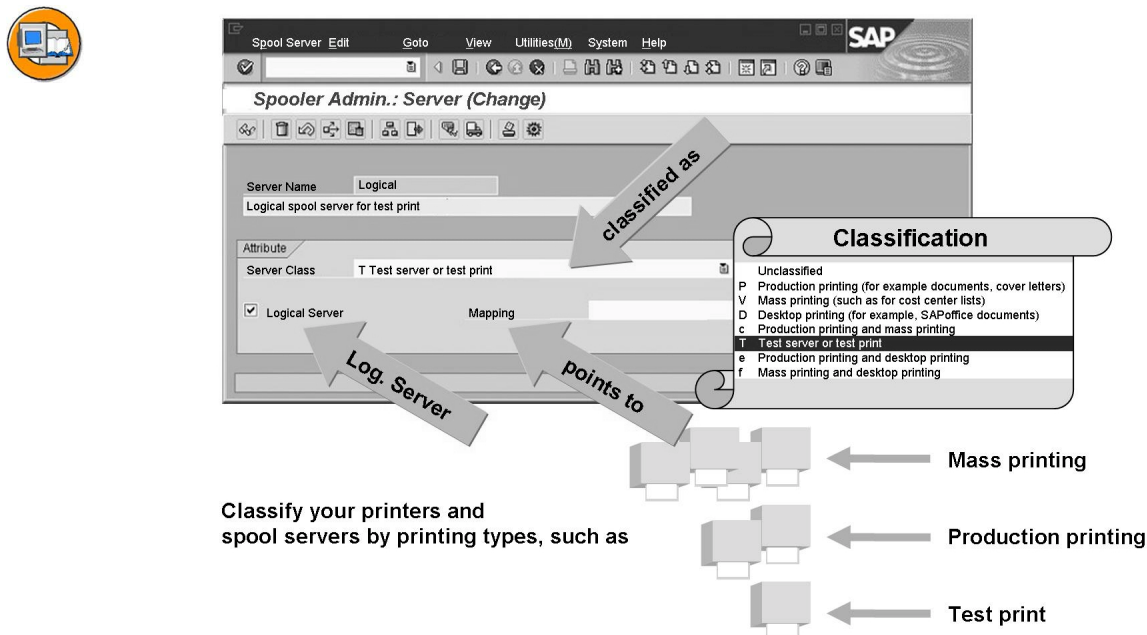 Spool Server Edit Goto View Utilities(M) System Help
SAP
Spooler Admin.: Server (Change)
Server Name Logical
Logical spool server for test print
Attribute
Server Class T Test server or test print
Logical Server Mapping
classified as
Log. Server
points to
Classification
Unclassified
P Production printing (for example documents, cover letters)
V Mass printing (such as for cost center lists)
D Desktop printing (for example, SAPoffice documents)
c Production printing and mass printing
T Test server or test print
e Production printing and desktop printing
f Mass printing and desktop printing
Mass printing
Classify your printers and
spool servers by printing types, such as
Production printing
Test print